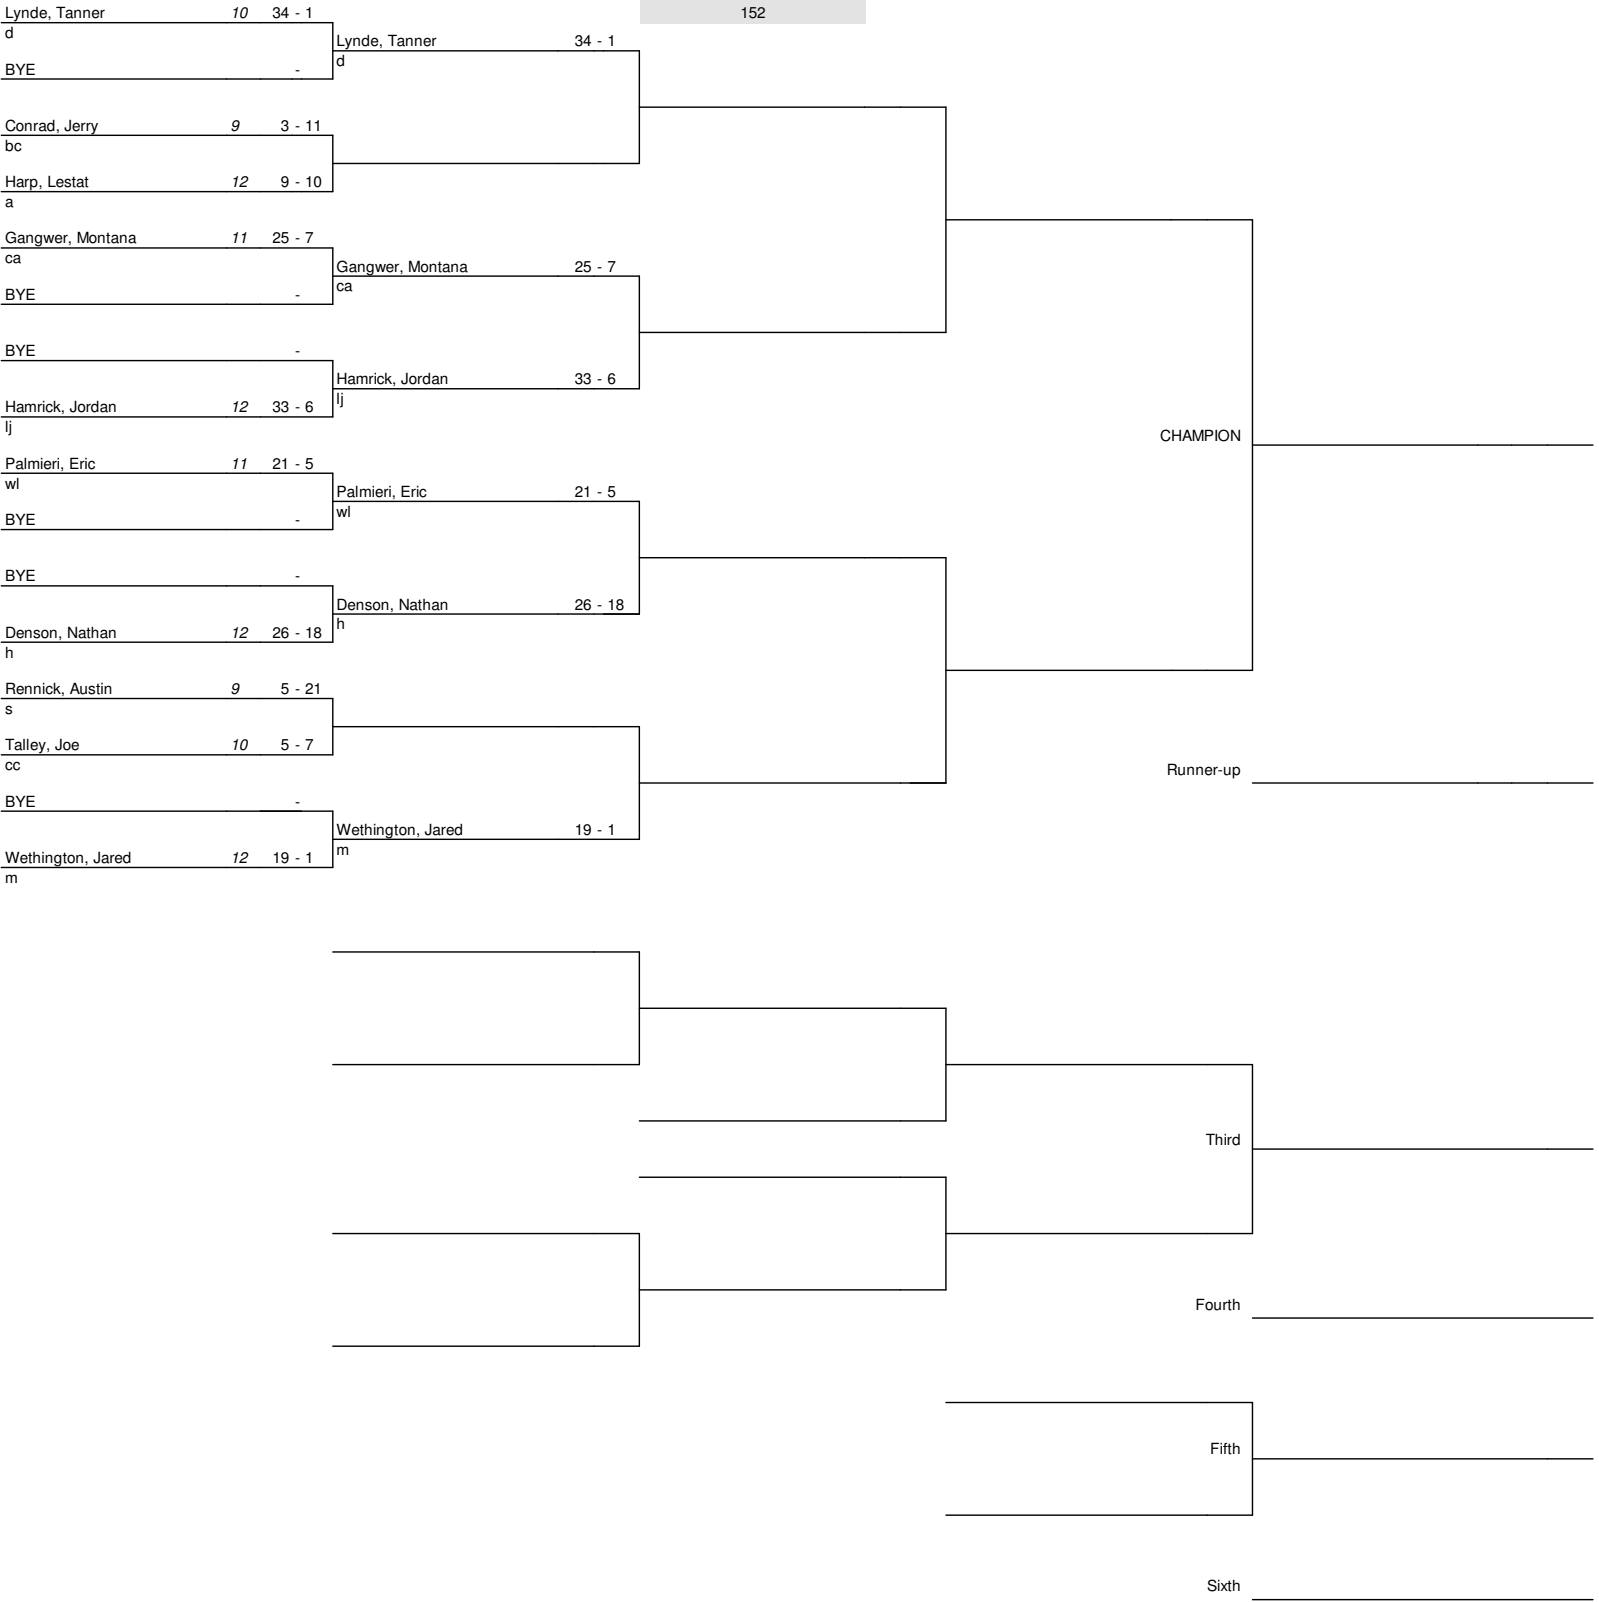 Lynde, Tanner 10 34 - 1
152
d
Lynde, Tanner 34 - 1
d
BYE -
Conrad, Jerry 9 3 - 11
bc
Harp, Lestat 12 9 - 10
a
Gangwer, Montana 11 25 - 7
ca
Gangwer, Montana 25 - 7
ca
BYE -
BYE -
Hamrick, Jordan 33 - 6
lj
Hamrick, Jordan 12 33 - 6
lj
CHAMPION
Palmieri, Eric 11 21 - 5
wl
Palmieri, Eric 21 - 5
wl
BYE -
BYE -
Denson, Nathan 26 - 18
h
Denson, Nathan 12 26 - 18
h
Rennick, Austin 9 5 - 21
s
Talley, Joe 10 5 - 7
cc
Runner-up
BYE -
Wethington, Jared 19 - 1
m
Wethington, Jared 12 19 - 1
m
Third
Fourth
Fifth
Sixth